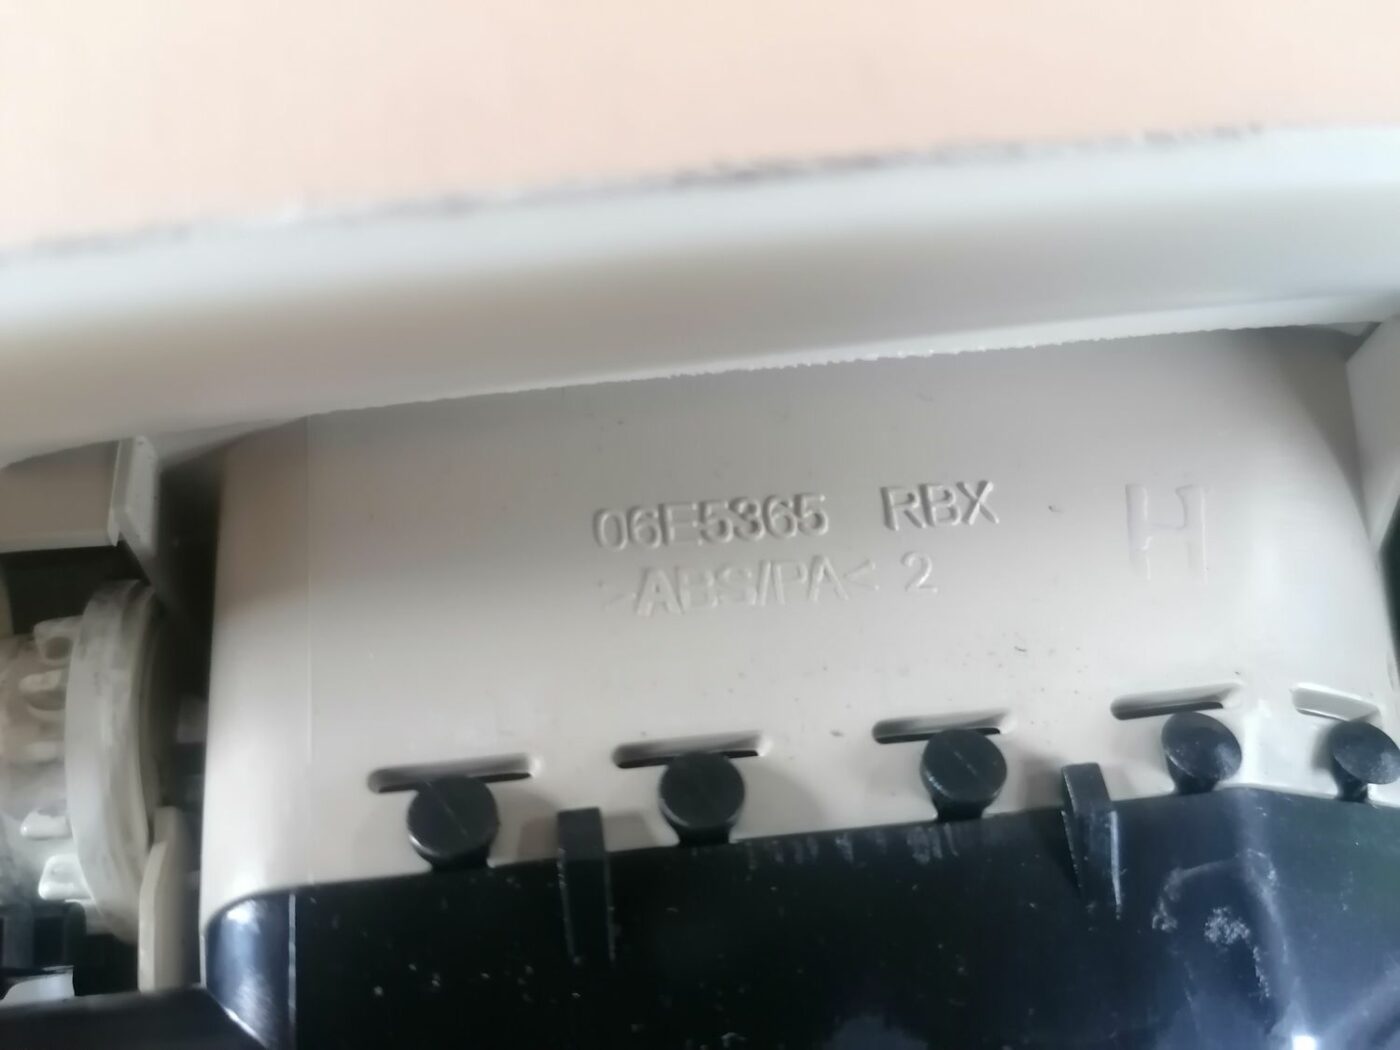 06E5365 RBX
>ABS/PA< 2
H